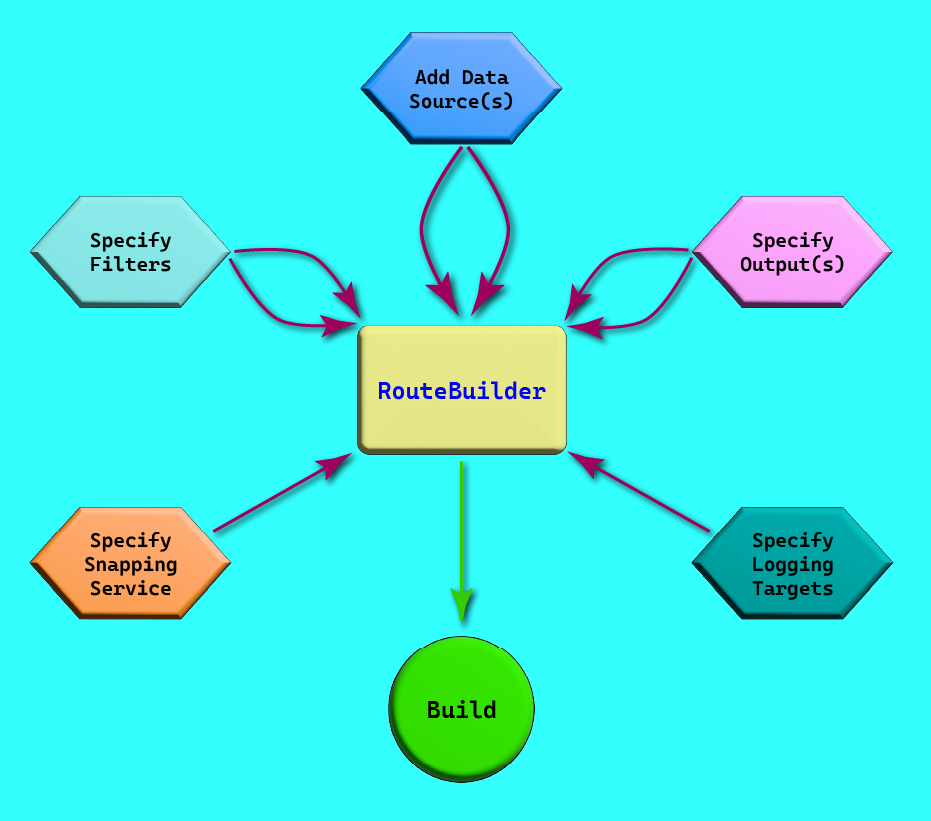 Add Data
Source(s)
Specify
Filters
Specify
Output(s)
RouteBuilder
Specify
Snapping
Service
Specify
Logging
Targets
Build